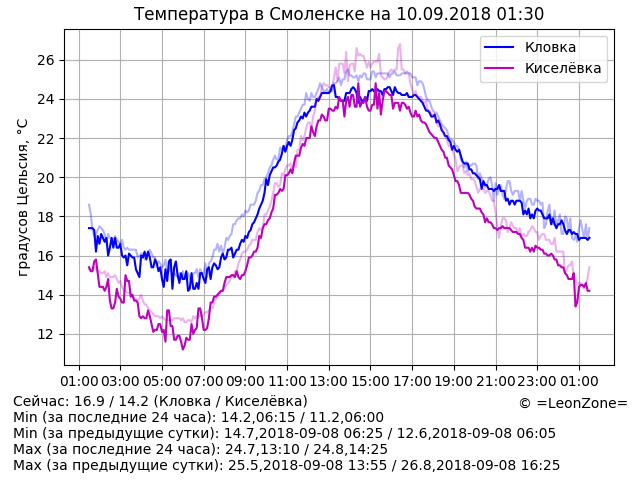 Температура в Смоленске на 10.09.2018 01:30
Кловка
Киселёвка
градусов Цельсия, °C
26
24
22
20
18
16
14
12
01:00 03:00 05:00 07:00 09:00 11:00 13:00 15:00 17:00 19:00 21:00 23:00 01:00
Сейчас: 16.9 / 14.2 (Кловка / Киселёвка)
© =LeonZone=
Min (за последние 24 часа): 14.2,06:15 / 11.2,06:00
Min (за предыдущие сутки): 14.7,2018-09-08 06:25 / 12.6,2018-09-08 06:05
Max (за последние 24 часа): 24.7,13:10 / 24.8,14:25
Max (за предыдущие сутки): 25.5,2018-09-08 13:55 / 26.8,2018-09-08 16:25